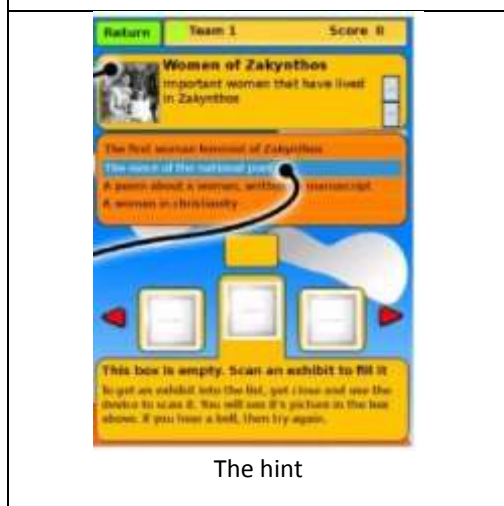 Return Team 1 Score 0
Women of Zakynthos
Important women that have lived
in Zakynthos
The first woman feminist of Zakynthos
The niece of the national poet
A poem about a woman, written manuscript
A woman in christianity
This box is empty. Scan an exhibit to fill it
To get an exhibit into the list, get close and use the
device to scan it. You will see it's picture in the box
above. If you hear a bell, then try again.
The hint